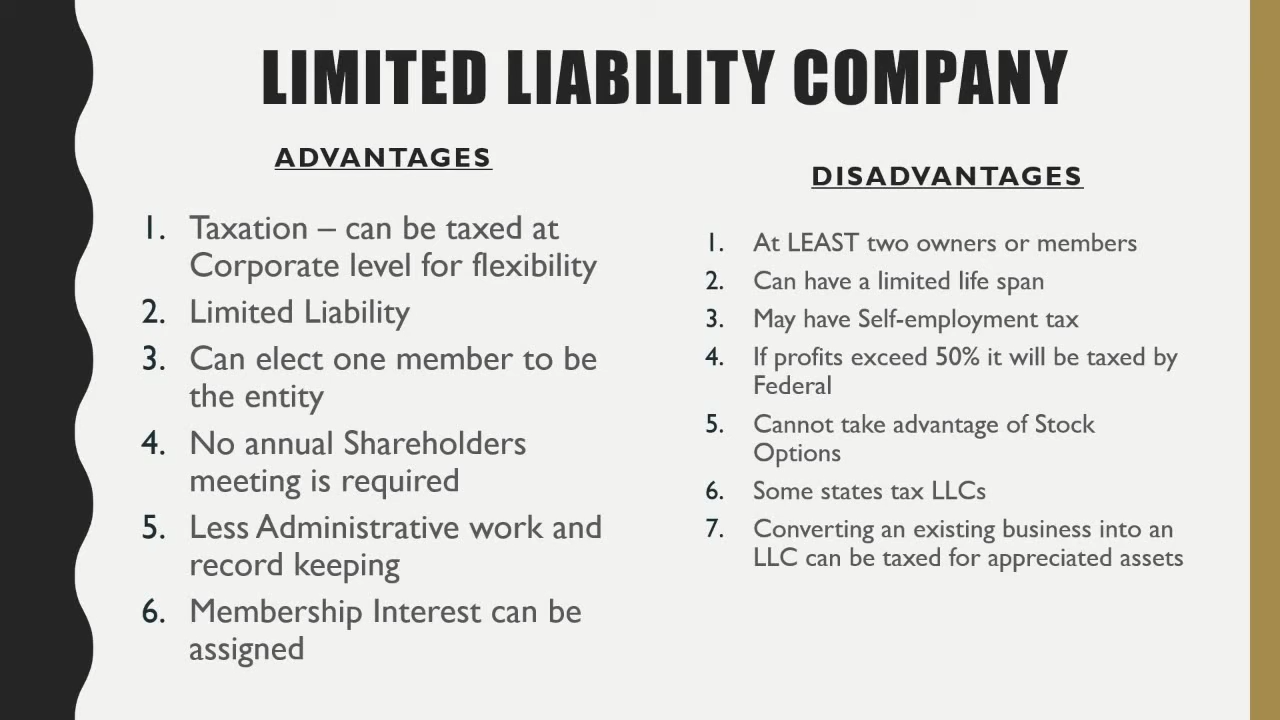 LIMITED LIABILITY COMPANY
ADVANTAGES
1. Taxation – can be taxed at
Corporate level for flexibility
2. Limited Liability
3. Can elect one member to be
the entity
4. No annual Shareholders
meeting is required
5. Less Administrative work and
record keeping
6. Membership Interest can be
assigned
DISADVANTAGES
1. At LEAST two owners or members
2. Can have a limited life span
3. May have Self-employment tax
4. If profits exceed 50% it will be taxed by
Federal
5. Cannot take advantage of Stock
Options
6. Some states tax LLCs
7. Converting an existing business into an
LLC can be taxed for appreciated assets